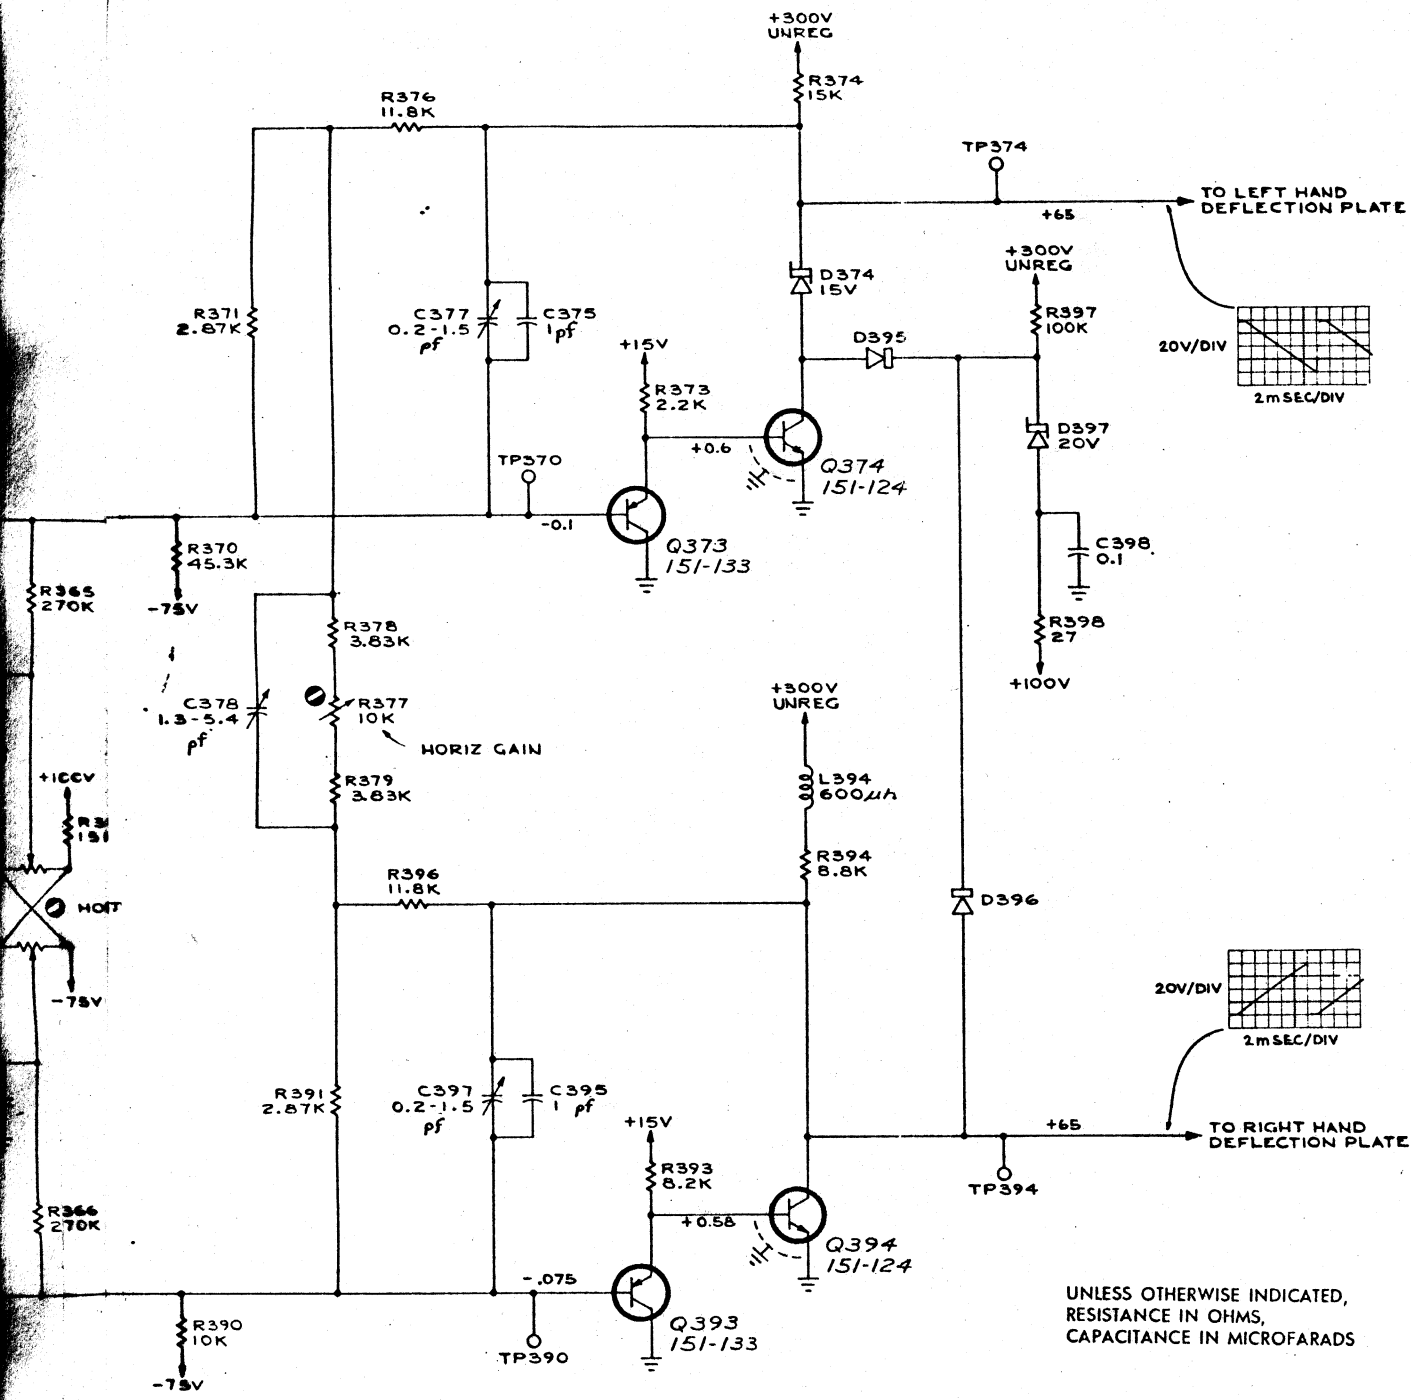 +300V
UNREG
R374
15K
R376
11.8K
TP374
TO LEFT HAND
DEFLECTION PLATE
+65
+300V
UNREG
D374
15V
R371
2.87K
C377
0.2-1.5
pf
C375
1pf
R397
100K
20V/DIV
2mSEC/DIV
D395
+15V
R373
2.2K
D397
20V
+0.6
Q374
151-124
TP370
-0.1
Q373
151-133
C398
0.1
R370
45.3K
-75V
R365
270K
R398
27
+100V
R378
3.83K
C378
1.3-5.4
pf
R377
10K
HORIZ GAIN
+300V
UNREG
+100V
R379
3.83K
L394
600μh
R394
8.8K
R396
11.8K
D396
-75V
20V/DIV
2mSEC/DIV
R391
2.87K
C397
0.2-1.5
pf
C395
1 pf
+15V
+65
TO RIGHT HAND
DEFLECTION PLATE
R393
8.2K
TP394
+0.58
Q394
151-124
R366
270K
-.075
Q393
151-133
R390
10K
TP390
-75V
UNLESS OTHERWISE INDICATED,
RESISTANCE IN OHMS,
CAPACITANCE IN MICROFARADS